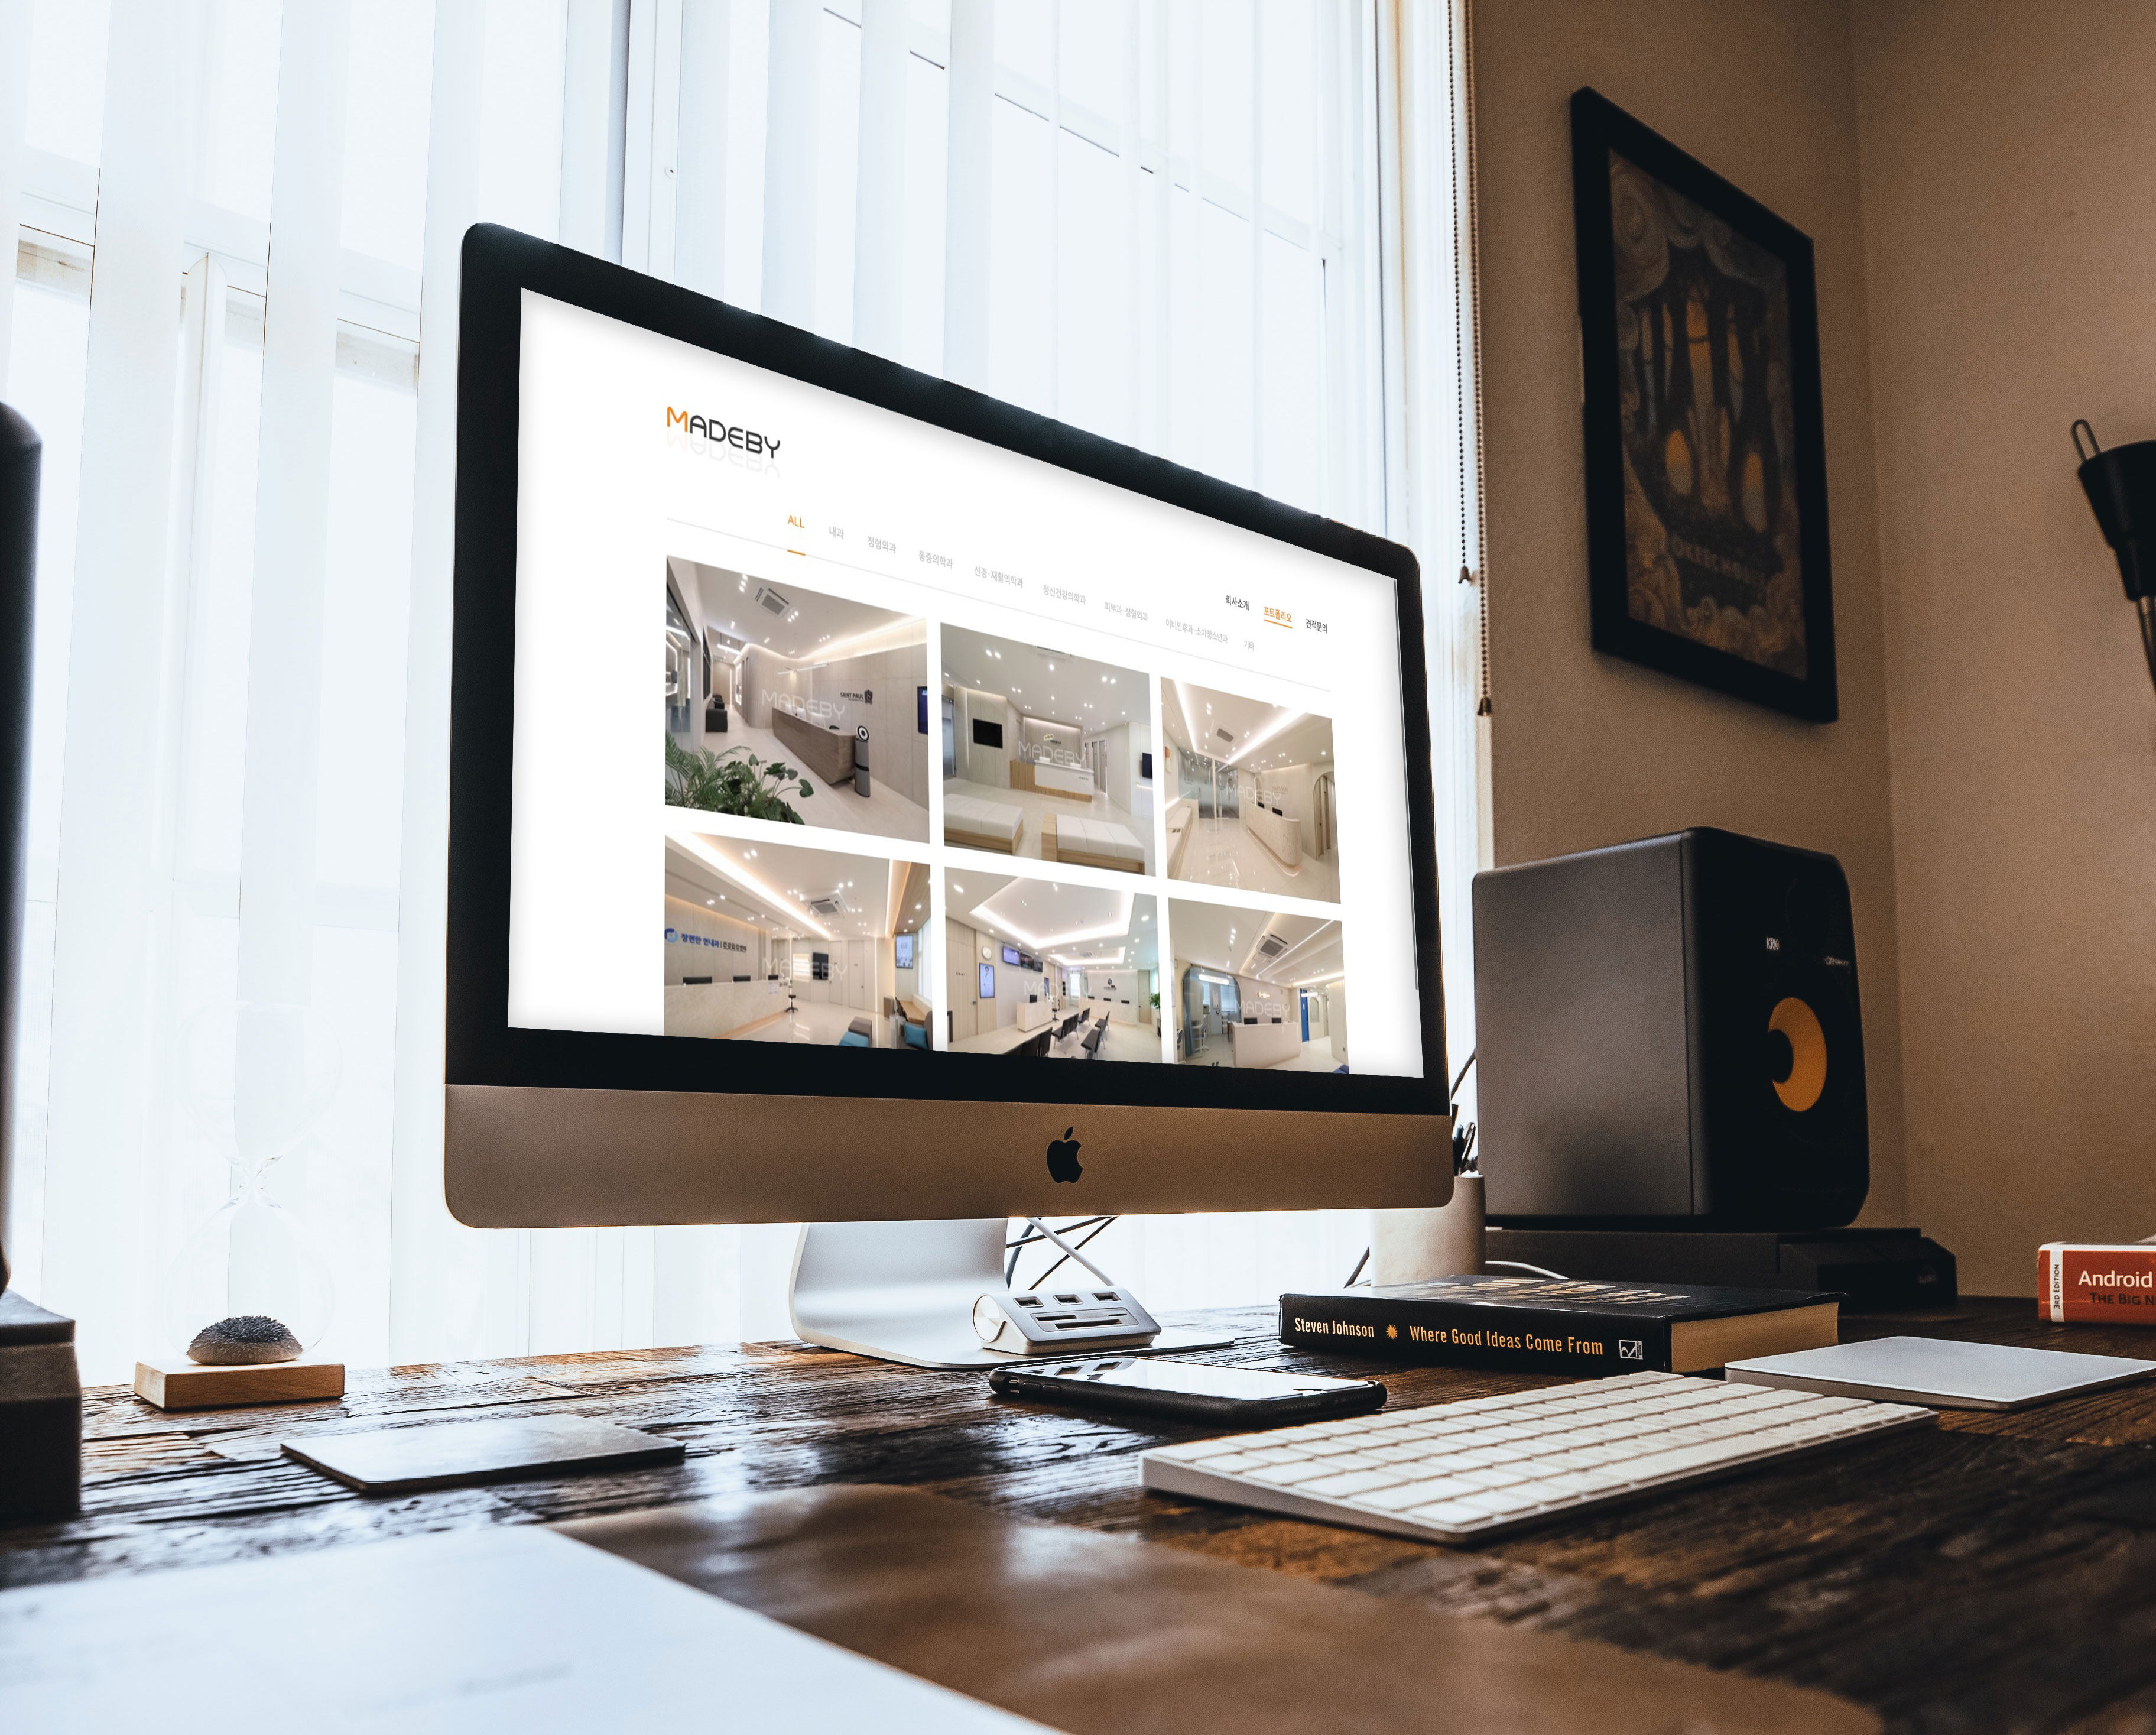 MADEBY
회사소개 포트폴리오 견적문의
ALL 내과 정형외과 통증의학과 신경·재활의학과 정신건강의학과 피부과·성형외과 이비인후과·소아청소년과 기타
SAINT PAUL
MADEBY
MADEBY
MADEBY
MADEBY
MADEBY
MADEBY
OKEECHOBEE
KRK
Steven Johnson Where Good Ideas Come From
3RD EDITION
Android
THE BIG N